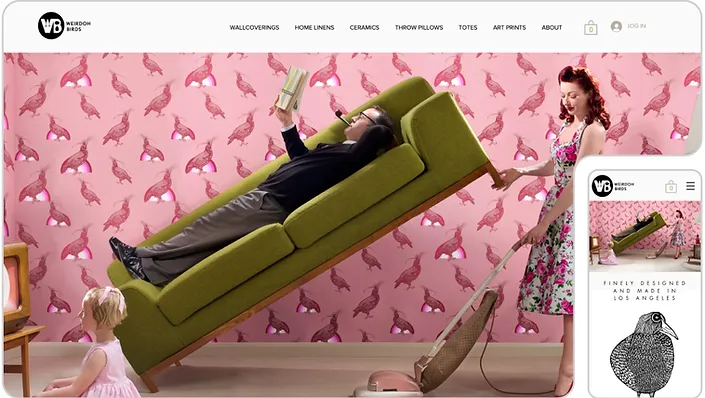 WEIRDOH
BIRDS
WALLCOVERINGS HOME LINENS CERAMICS THROW PILLOWS TOTES ART PRINTS ABOUT 0 LOG IN
WB
WEIRDOH
BIRDS
0
FINELY DESIGNED
AND MADE IN
LOS ANGELES